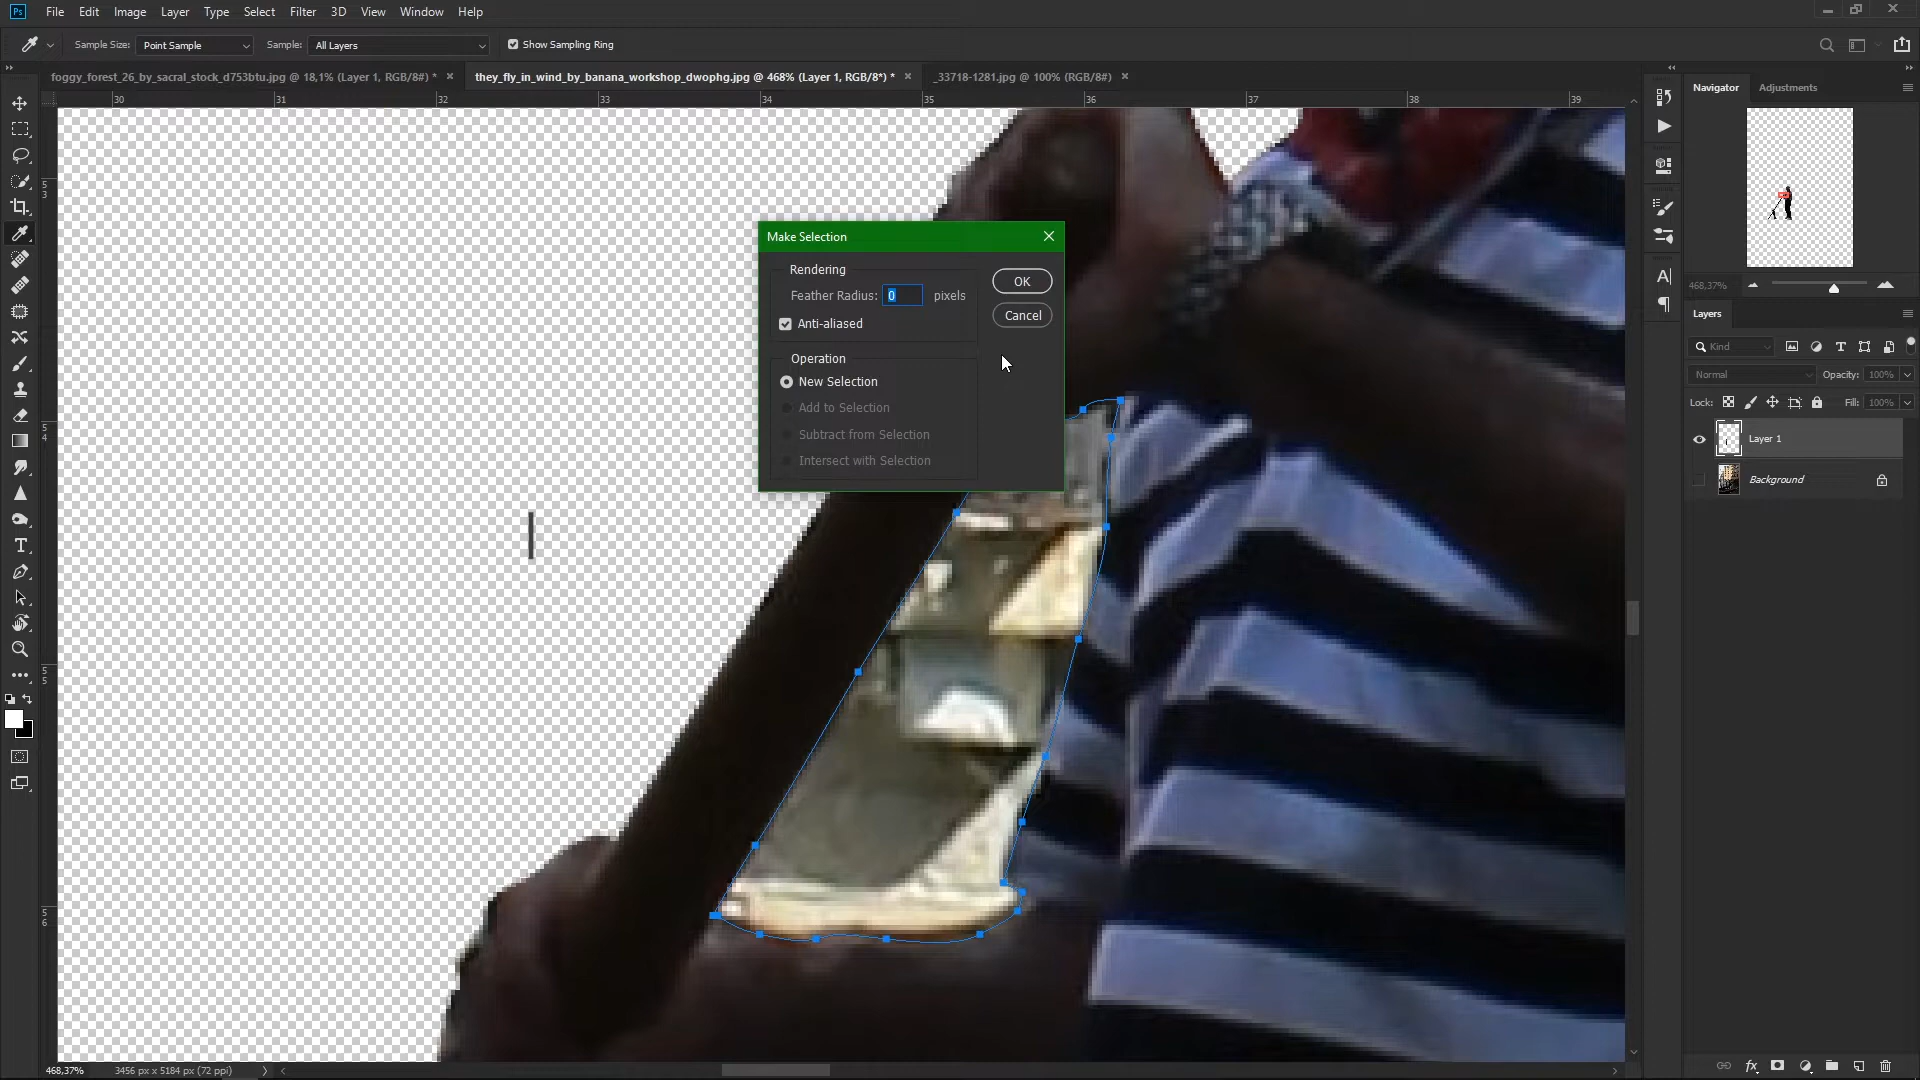 Ps File Edit Image Layer Type Select Filter 3D View Window Help
Sample Size: Point Sample Sample: All Layers Show Sampling Ring
foggy_forest_26_by_sacral_stock_d753btu.jpg @ 18,1% (Layer 1, RGB/8#) * × they_fly_in_wind_by_banana_workshop_dwophg.jpg @ 468% (Layer 1, RGB/8*) * × _33718-1281.jpg @ 100% (RGB/8#) ×
30 31 32 33 34 35 36 37 38 39
Navigator Adjustments
53
Make Selection
Rendering
OK
Feather Radius: 0 pixels
468,37%
Cancel
Layers
Anti-aliased
Kind
Operation
Normal Opacity: 100%
New Selection
Lock: Fill: 100%
Add to Selection
54
Subtract from Selection
Layer 1
Intersect with Selection
Background
55
56
468,37% 3456 px x 5184 px (72 ppi)